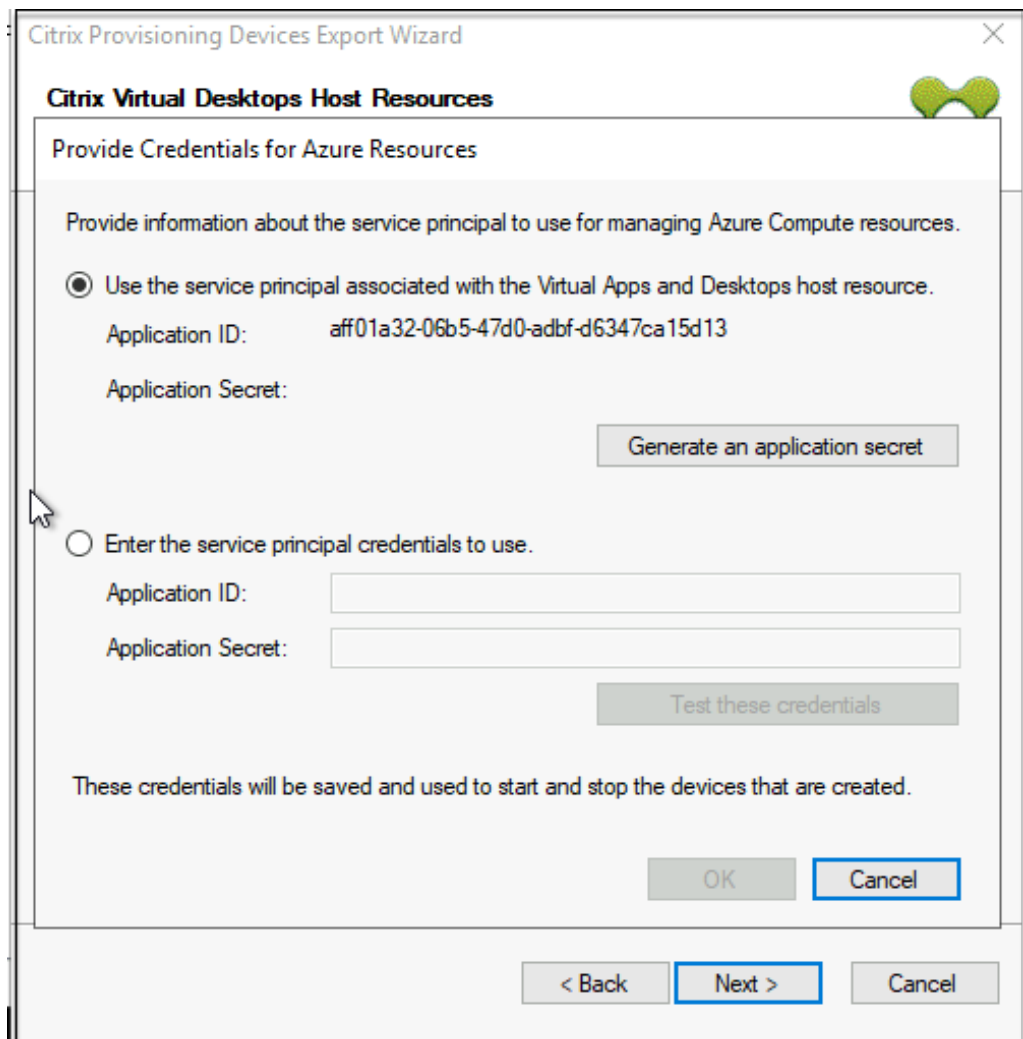 Citrix Provisioning Devices Export Wizard
Citrix Virtual Desktops Host Resources
Provide Credentials for Azure Resources
Provide information about the service principal to use for managing Azure Compute resources.
Use the service principal associated with the Virtual Apps and Desktops host resource.
Application ID: aff01a32-06b5-47d0-adbf-d6347ca15d13
Application Secret:
Generate an application secret
Enter the service principal credentials to use.
Application ID:
Application Secret:
Test these credentials
These credentials will be saved and used to start and stop the devices that are created.
OK Cancel
< Back Next > Cancel